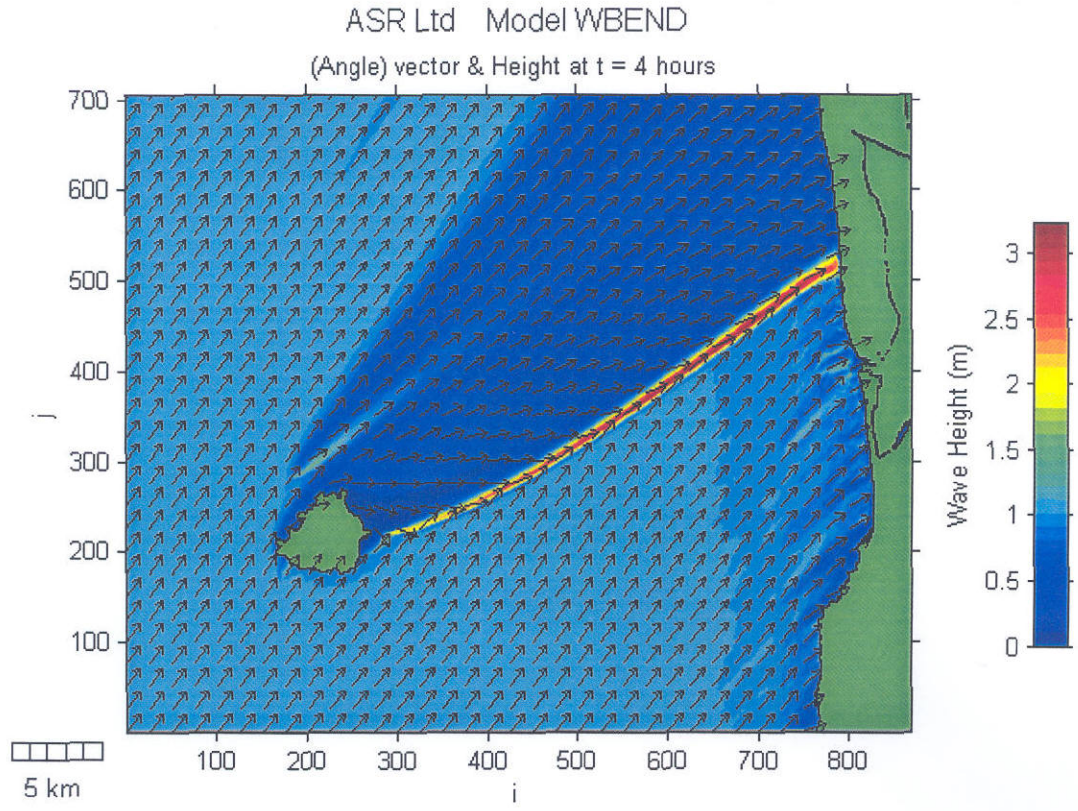 ASR Ltd Model WBEND
(Angle) vector & Height at t = 4 hours
700
600
500
400
300
200
100
j
100 200 300 400 500 600 700 800
i
5 km
3
2.5
2
1.5
1
0.5
0
Wave Height (m)